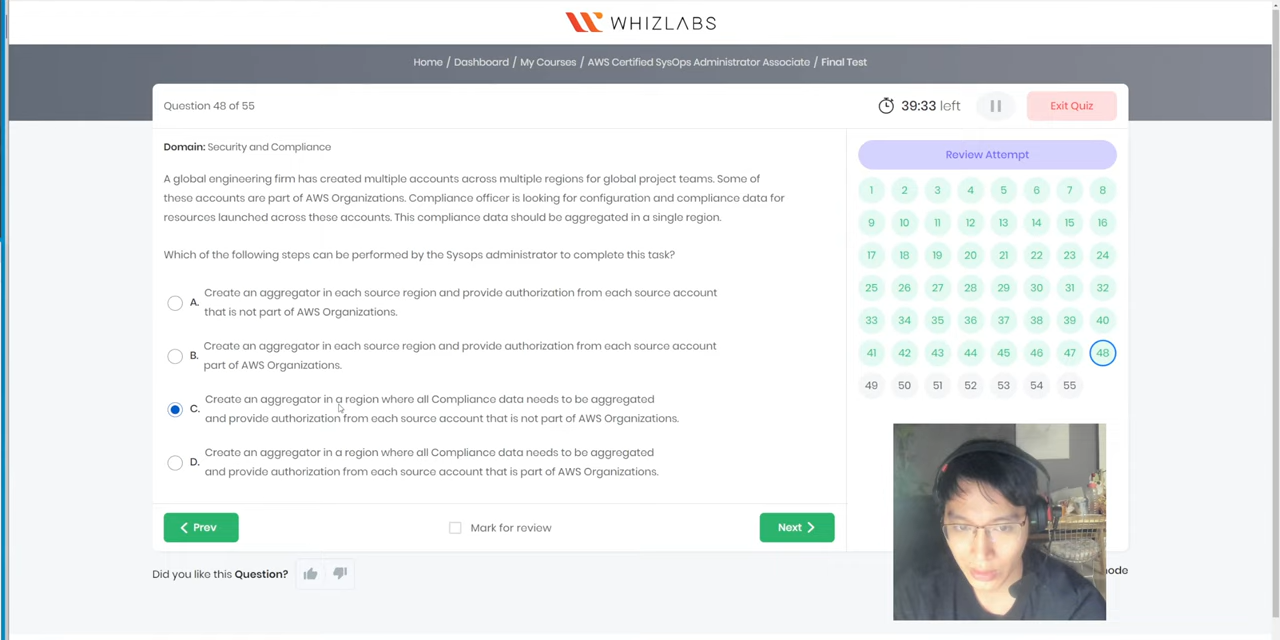 WHIZLABS
Home / Dashboard / My Courses / AWS Certified SysOps Administrator Associate / Final Test
Question 48 of 55
39:33 left
Exit Quiz
Domain: Security and Compliance
A global engineering firm has created multiple accounts across multiple regions for global project teams. Some of
these accounts are part of AWS Organizations. Compliance officer is looking for configuration and compliance data for
resources launched across these accounts. This compliance data should be aggregated in a single region.
Which of the following steps can be performed by the Sysops administrator to complete this task?
A. Create an aggregator in each source region and provide authorization from each source account
that is not part of AWS Organizations.
B. Create an aggregator in each source region and provide authorization from each source account
part of AWS Organizations.
C. Create an aggregator in a region where all Compliance data needs to be aggregated
and provide authorization from each source account that is not part of AWS Organizations.
D. Create an aggregator in a region where all Compliance data needs to be aggregated
and provide authorization from each source account that is part of AWS Organizations.
Prev
Mark for review
Next
Did you like this Question?
Review Attempt
1 2 3 4 5 6 7 8
9 10 11 12 13 14 15 16
17 18 19 20 21 22 23 24
25 26 27 28 29 30 31 32
33 34 35 36 37 38 39 40
41 42 43 44 45 46 47 48
49 50 51 52 53 54 55